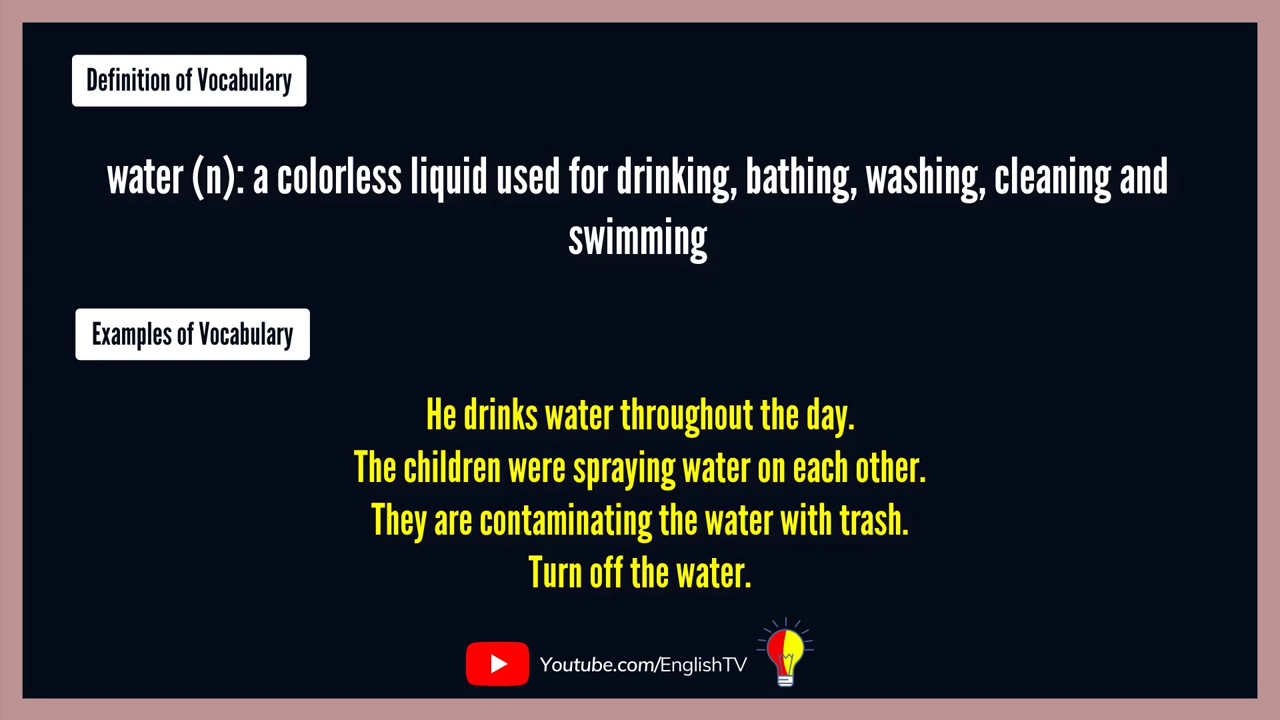 Definition of Vocabulary
water (n): a colorless liquid used for drinking, bathing, washing, cleaning and
swimming
Examples of Vocabulary
He drinks water throughout the day.
The children were spraying water on each other.
They are contaminating the water with trash.
Turn off the water.
Youtube.com/EnglishTV